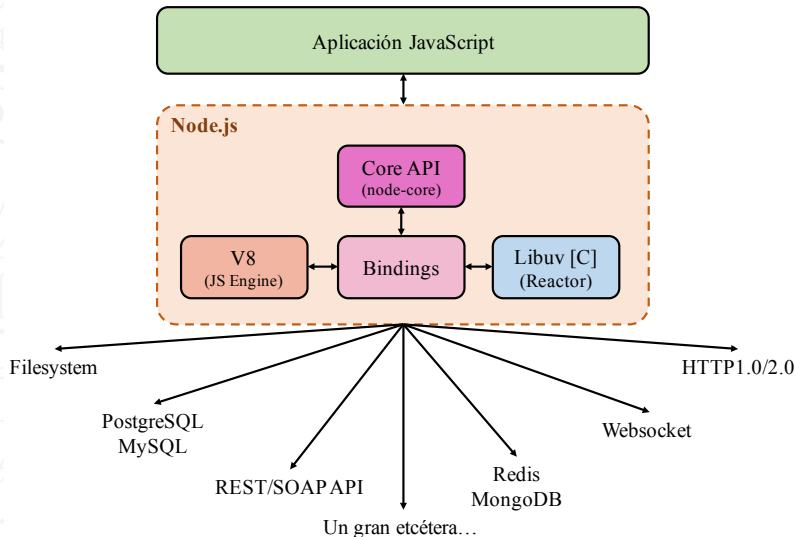 Aplicación JavaScript
Node.js
Core API
(node-core)
V8
(JS Engine)
Bindings
Libuv [C]
(Reactor)
Filesystem
HTTP1.0/2.0
PostgreSQL
MySQL
Websocket
REST/SOAP API
Redis
MongoDB
Un gran etcétera…